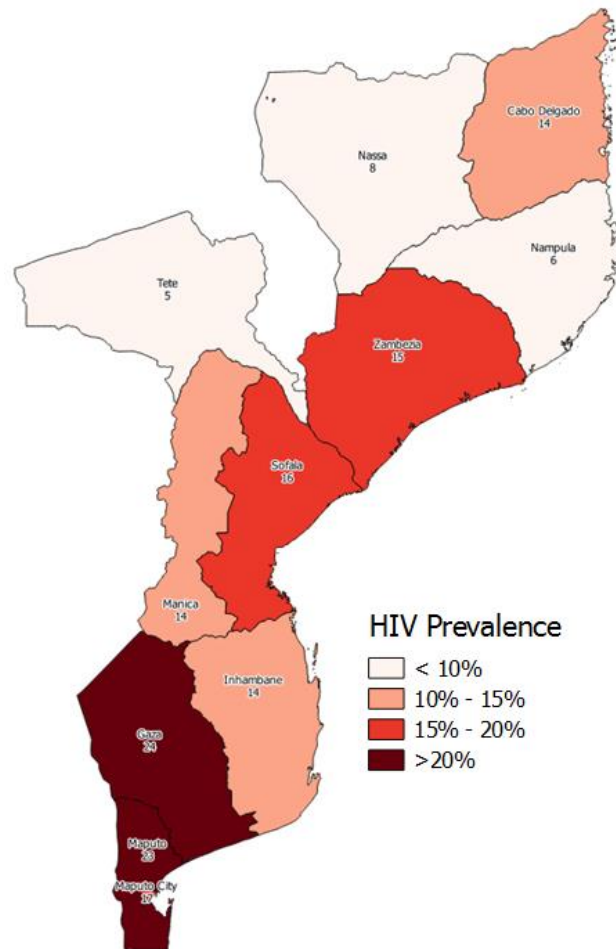 Cabo Delgado
14
Nassa
8
Nampula
6
Tete
5
Zambezia
15
Sofala
16
Manica
14
Inhambane
14
Gaza
24
Maputo
23
Maputo City
17
HIV Prevalence
< 10%
10% - 15%
15% - 20%
>20%